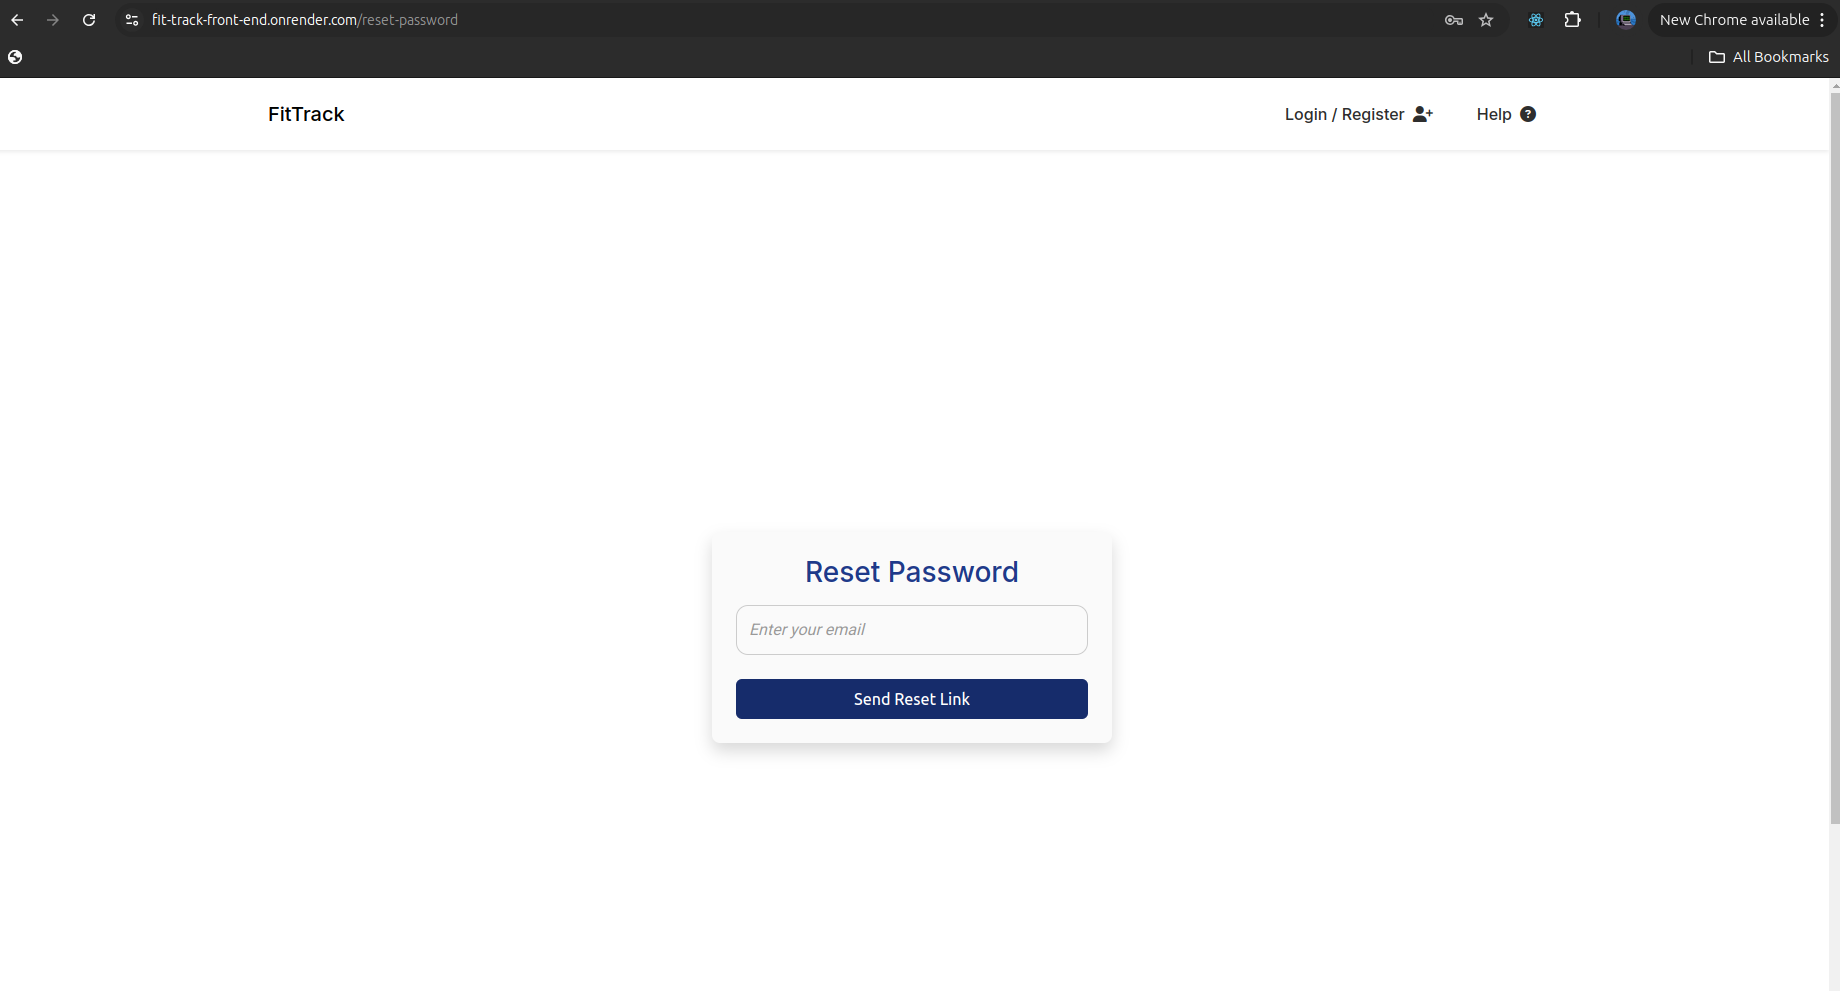 fit-track-front-end.onrender.com/reset-password
New Chrome available
All Bookmarks
FitTrack
Login / Register
Help ?
Reset Password
Enter your email
Send Reset Link